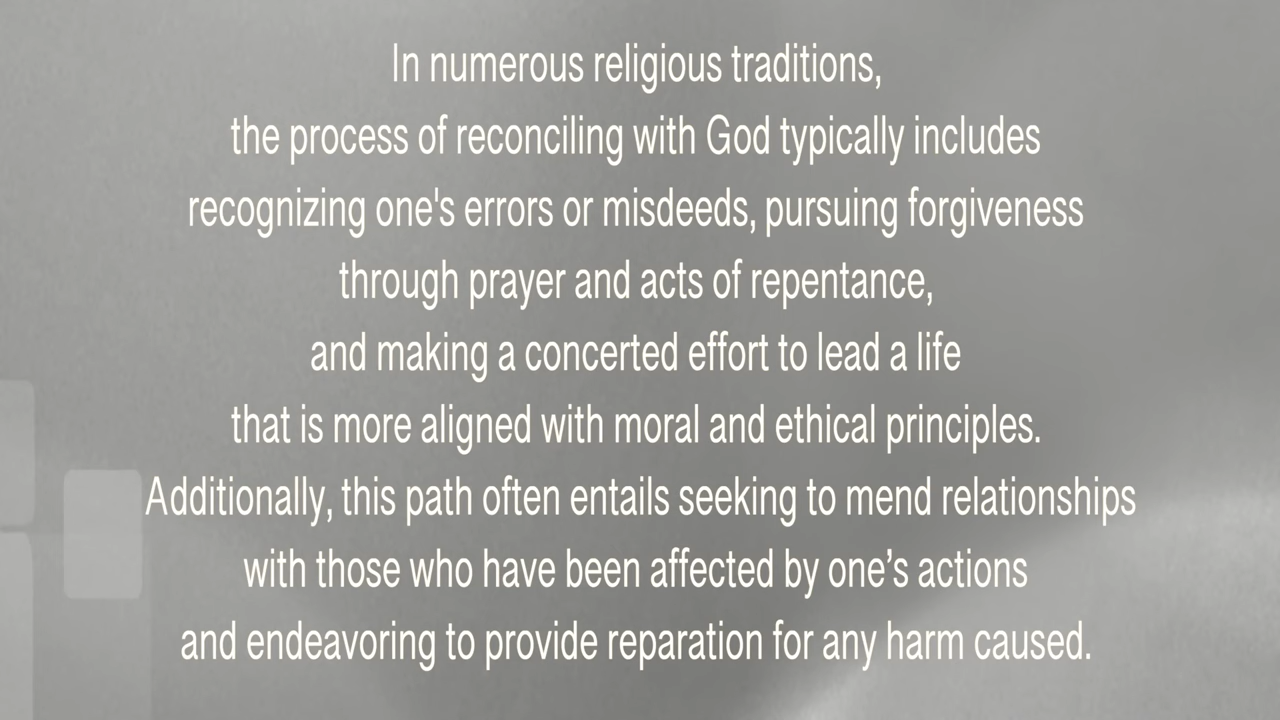 In numerous religious traditions,
the process of reconciling with God typically includes
recognizing one's errors or misdeeds, pursuing forgiveness
through prayer and acts of repentance,
and making a concerted effort to lead a life
that is more aligned with moral and ethical principles.
Additionally, this path often entails seeking to mend relationships
with those who have been affected by one’s actions
and endeavoring to provide reparation for any harm caused.